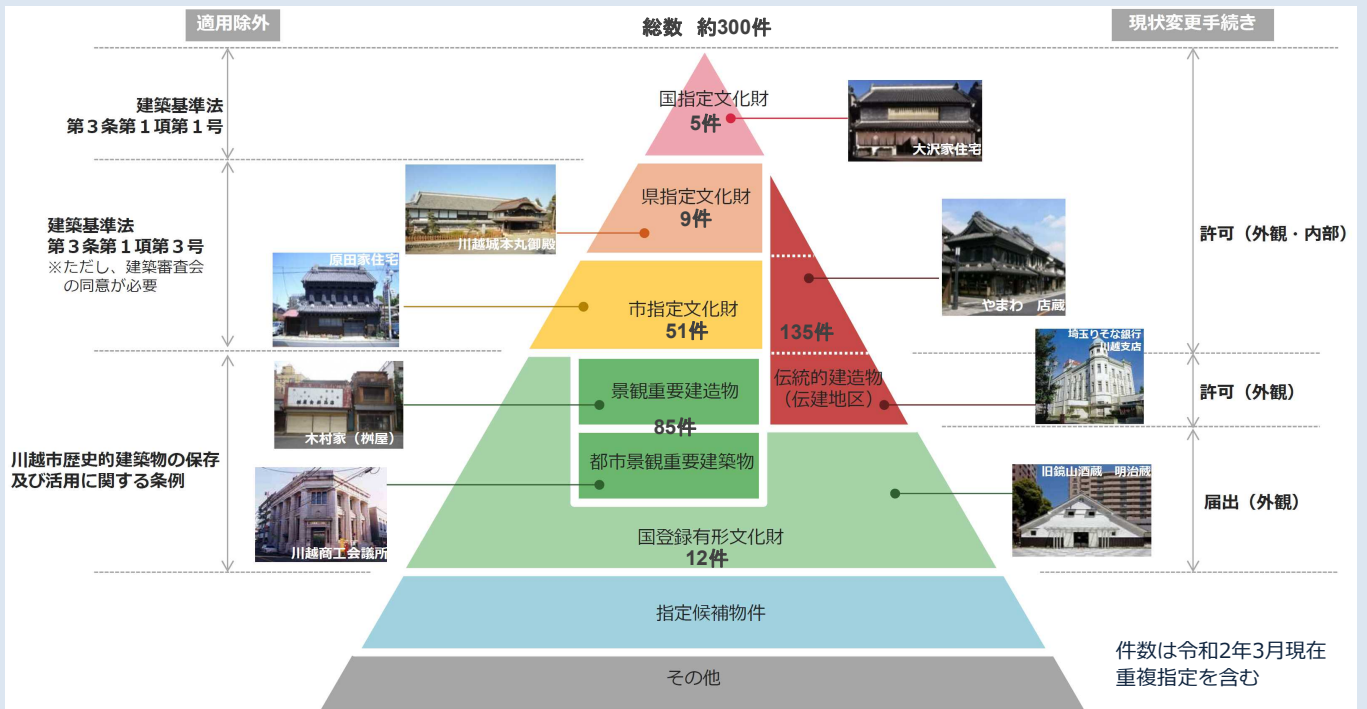 適用除外
総数 約300件
現状変更手続き
建築基準法
第３条第１項第１号
国指定文化財
5件
大沢家住宅
建築基準法
第３条第１項第３号
※ただし、建築審査会
の同意が必要
川越城本丸御殿
県指定文化財
9件
やまわ 店蔵
許可（外観・内部）
原田家住宅
市指定文化財
51件
135件
埼玉りそな銀行
川越支店
木村家（桝屋）
景観重要建造物
85件
都市景観重要建築物
伝統的建造物
（伝建地区）
許可（外観）
川越市歴史的建築物の保存
及び活用に関する条例
川越商工会議所
旧鏡山酒蔵 明治蔵
届出（外観）
国登録有形文化財
12件
指定候補物件
その他
件数は令和2年3月現在
重複指定を含む